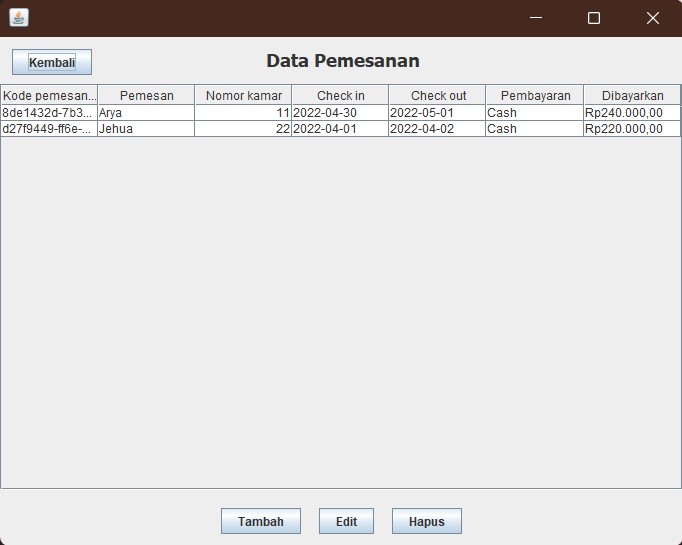 Kembali
Data Pemesanan
Kode pemesan... Pemesan Nomor kamar Check in Check out Pembayaran Dibayarkan
8de1432d-7b3... Arya 11 2022-04-30 2022-05-01 Cash Rp240.000,00
d27f9449-ff6e-... Jehua 22 2022-04-01 2022-04-02 Cash Rp220.000,00
Tambah Edit Hapus